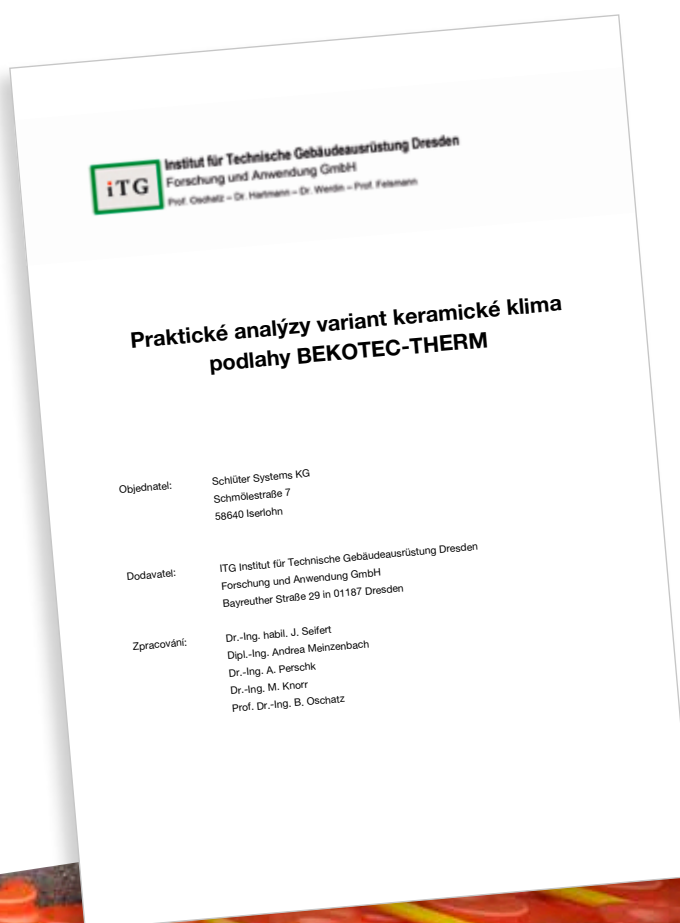 iTG
Institut für Technische Gebäudeausrüstung Dresden
Forschung und Anwendung GmbH
Prof. Oschatz – Dr. Hartmann – Dr. Werdin – Prof. Felsmann
Praktické analýzy variant keramické klima
podlahy BEKOTEC-THERM
Objednatel:
Schlüter Systems KG
Schmölestraße 7
58640 Iserlohn
Dodavatel:
ITG Institut für Technische Gebäudeausrüstung Dresden
Forschung und Anwendung GmbH
Bayreuther Straße 29 in 01187 Dresden
Zpracování:
Dr.-Ing. habil. J. Seifert
Dipl.-Ing. Andrea Meinzenbach
Dr.-Ing. A. Perschk
Dr.-Ing. M. Knorr
Prof. Dr.-Ing. B. Oschatz